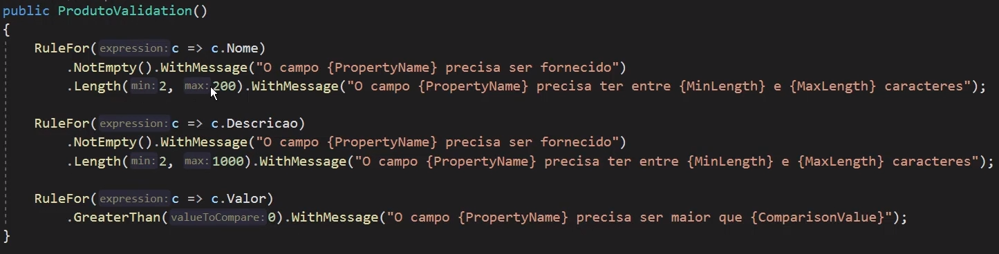 public ProdutoValidation()
{
RuleFor(expression: c => c.Nome)
.NotEmpty().WithMessage("O campo {PropertyName} precisa ser fornecido")
.Length(min: 2, max: 200).WithMessage("O campo {PropertyName} precisa ter entre {MinLength} e {MaxLength} caracteres");
RuleFor(expression: c => c.Descricao)
.NotEmpty().WithMessage("O campo {PropertyName} precisa ser fornecido")
.Length(min: 2, max: 1000).WithMessage("O campo {PropertyName} precisa ter entre {MinLength} e {MaxLength} caracteres");
RuleFor(expression: c => c.Valor)
.GreaterThan(valueToCompare: 0).WithMessage("O campo {PropertyName} precisa ser maior que {ComparisonValue}");
}